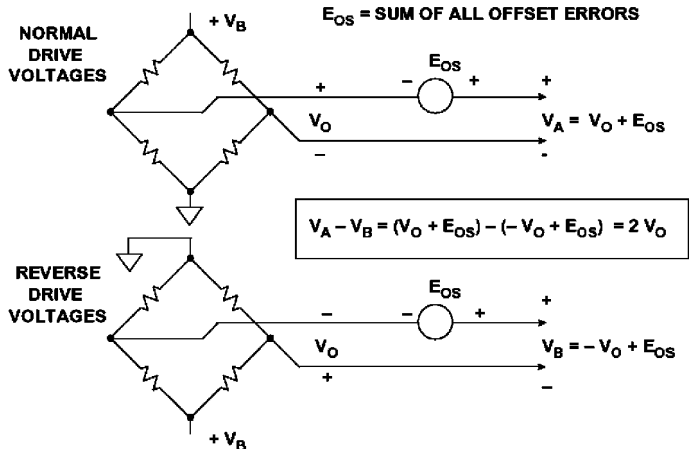 + V_B
E_OS = SUM OF ALL OFFSET ERRORS
NORMAL
DRIVE
VOLTAGES
E_OS
+
−
+
+
V_O
V_A = V_O + E_OS
−
-
V_A − V_B = (V_O + E_OS) − (− V_O + E_OS) = 2 V_O
REVERSE
DRIVE
VOLTAGES
E_OS
−
−
+
+
V_O
V_B = − V_O + E_OS
+
−
+ V_B